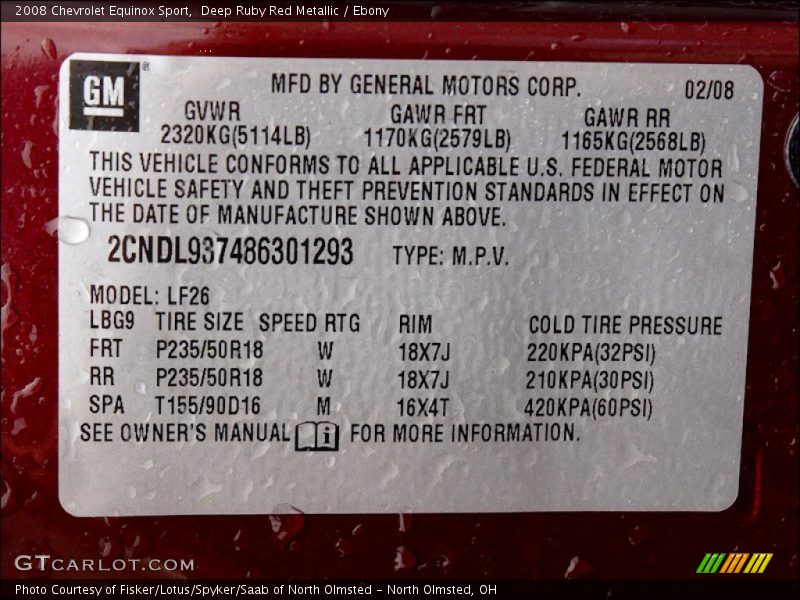 2008 Chevrolet Equinox Sport, Deep Ruby Red Metallic / Ebony
GM
MFD BY GENERAL MOTORS CORP. 02/08
GVWR GAWR FRT GAWR RR
2320KG(5114LB) 1170KG(2579LB) 1165KG(2568LB)
THIS VEHICLE CONFORMS TO ALL APPLICABLE U.S. FEDERAL MOTOR
VEHICLE SAFETY AND THEFT PREVENTION STANDARDS IN EFFECT ON
THE DATE OF MANUFACTURE SHOWN ABOVE.
2CNDL937486301293 TYPE: M.P.V.
MODEL: LF26
LBG9 TIRE SIZE SPEED RTG RIM COLD TIRE PRESSURE
FRT P235/50R18 W 18X7J 220KPA(32PSI)
RR P235/50R18 W 18X7J 210KPA(30PSI)
SPA T155/90D16 M 16X4T 420KPA(60PSI)
SEE OWNER'S MANUAL i FOR MORE INFORMATION.
GTCARLOT.COM
Photo Courtesy of Fisker/Lotus/Spyker/Saab of North Olmsted - North Olmsted, OH